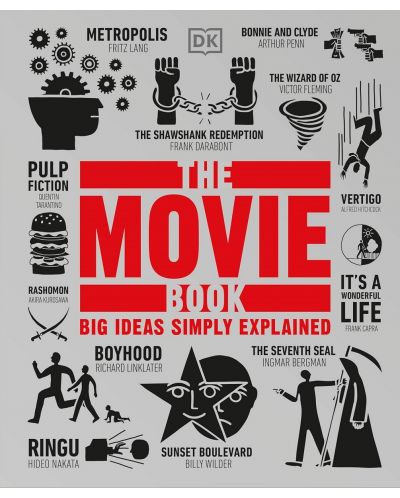 METROPOLIS
FRITZ LANG
DK
BONNIE AND CLYDE
ARTHUR PENN
THE WIZARD OF OZ
VICTOR FLEMING
THE SHAWSHANK REDEMPTION
FRANK DARABONT
PULP
FICTION
QUENTIN
TARANTINO
VERTIGO
ALFRED HITCHCOCK
THE
MOVIE
BOOK
BIG IDEAS SIMPLY EXPLAINED
RASHOMON
AKIRA KUROSAWA
IT'S A
WONDERFUL
LIFE
FRANK CAPRA
BOYHOOD
RICHARD LINKLATER
THE SEVENTH SEAL
INGMAR BERGMAN
RINGU
HIDEO NAKATA
SUNSET BOULEVARD
BILLY WILDER